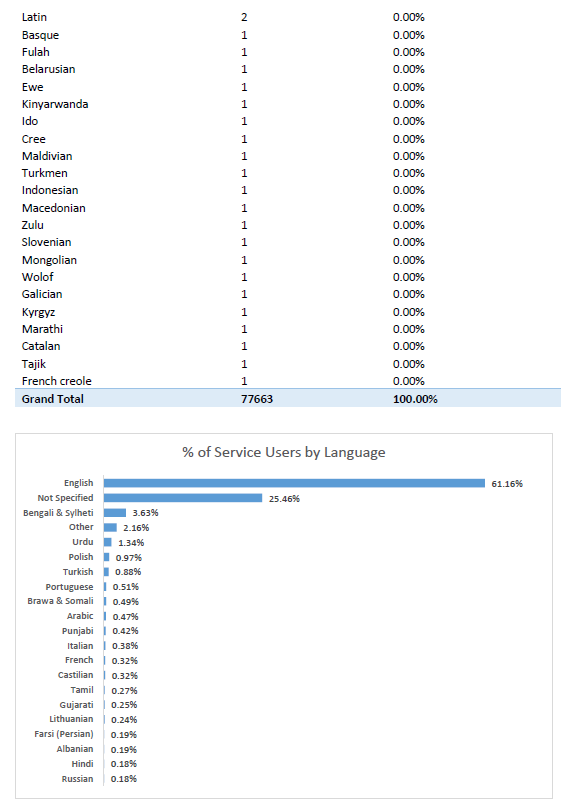 Latin 2 0.00%
Basque 1 0.00%
Fulah 1 0.00%
Belarusian 1 0.00%
Ewe 1 0.00%
Kinyarwanda 1 0.00%
Ido 1 0.00%
Cree 1 0.00%
Maldivian 1 0.00%
Turkmen 1 0.00%
Indonesian 1 0.00%
Macedonian 1 0.00%
Zulu 1 0.00%
Slovenian 1 0.00%
Mongolian 1 0.00%
Wolof 1 0.00%
Galician 1 0.00%
Kyrgyz 1 0.00%
Marathi 1 0.00%
Catalan 1 0.00%
Tajik 1 0.00%
French creole 1 0.00%
Grand Total 77663 100.00%
% of Service Users by Language
English 61.16%
Not Specified 25.46%
Bengali & Sylheti 3.63%
Other 2.16%
Urdu 1.34%
Polish 0.97%
Turkish 0.88%
Portuguese 0.51%
Brawa & Somali 0.49%
Arabic 0.47%
Punjabi 0.42%
Italian 0.38%
French 0.32%
Castilian 0.32%
Tamil 0.27%
Gujarati 0.25%
Lithuanian 0.24%
Farsi (Persian) 0.19%
Albanian 0.19%
Hindi 0.18%
Russian 0.18%